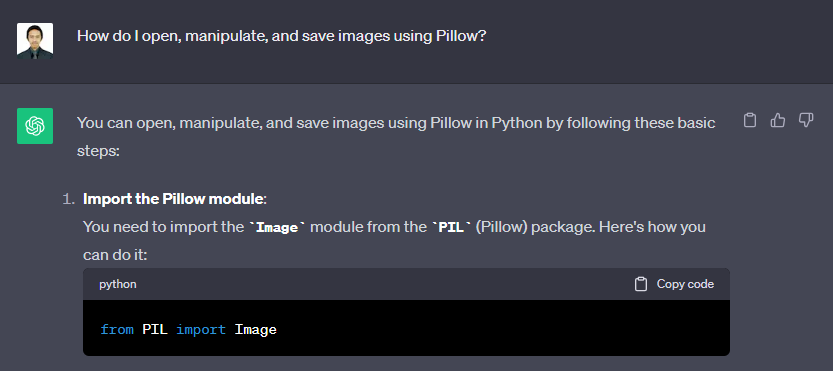 How do I open, manipulate, and save images using Pillow?
You can open, manipulate, and save images using Pillow in Python by following these basic
steps:
1. Import the Pillow module:
You need to import the `Image` module from the `PIL` (Pillow) package. Here's how you
can do it:
python Copy code
from PIL import Image